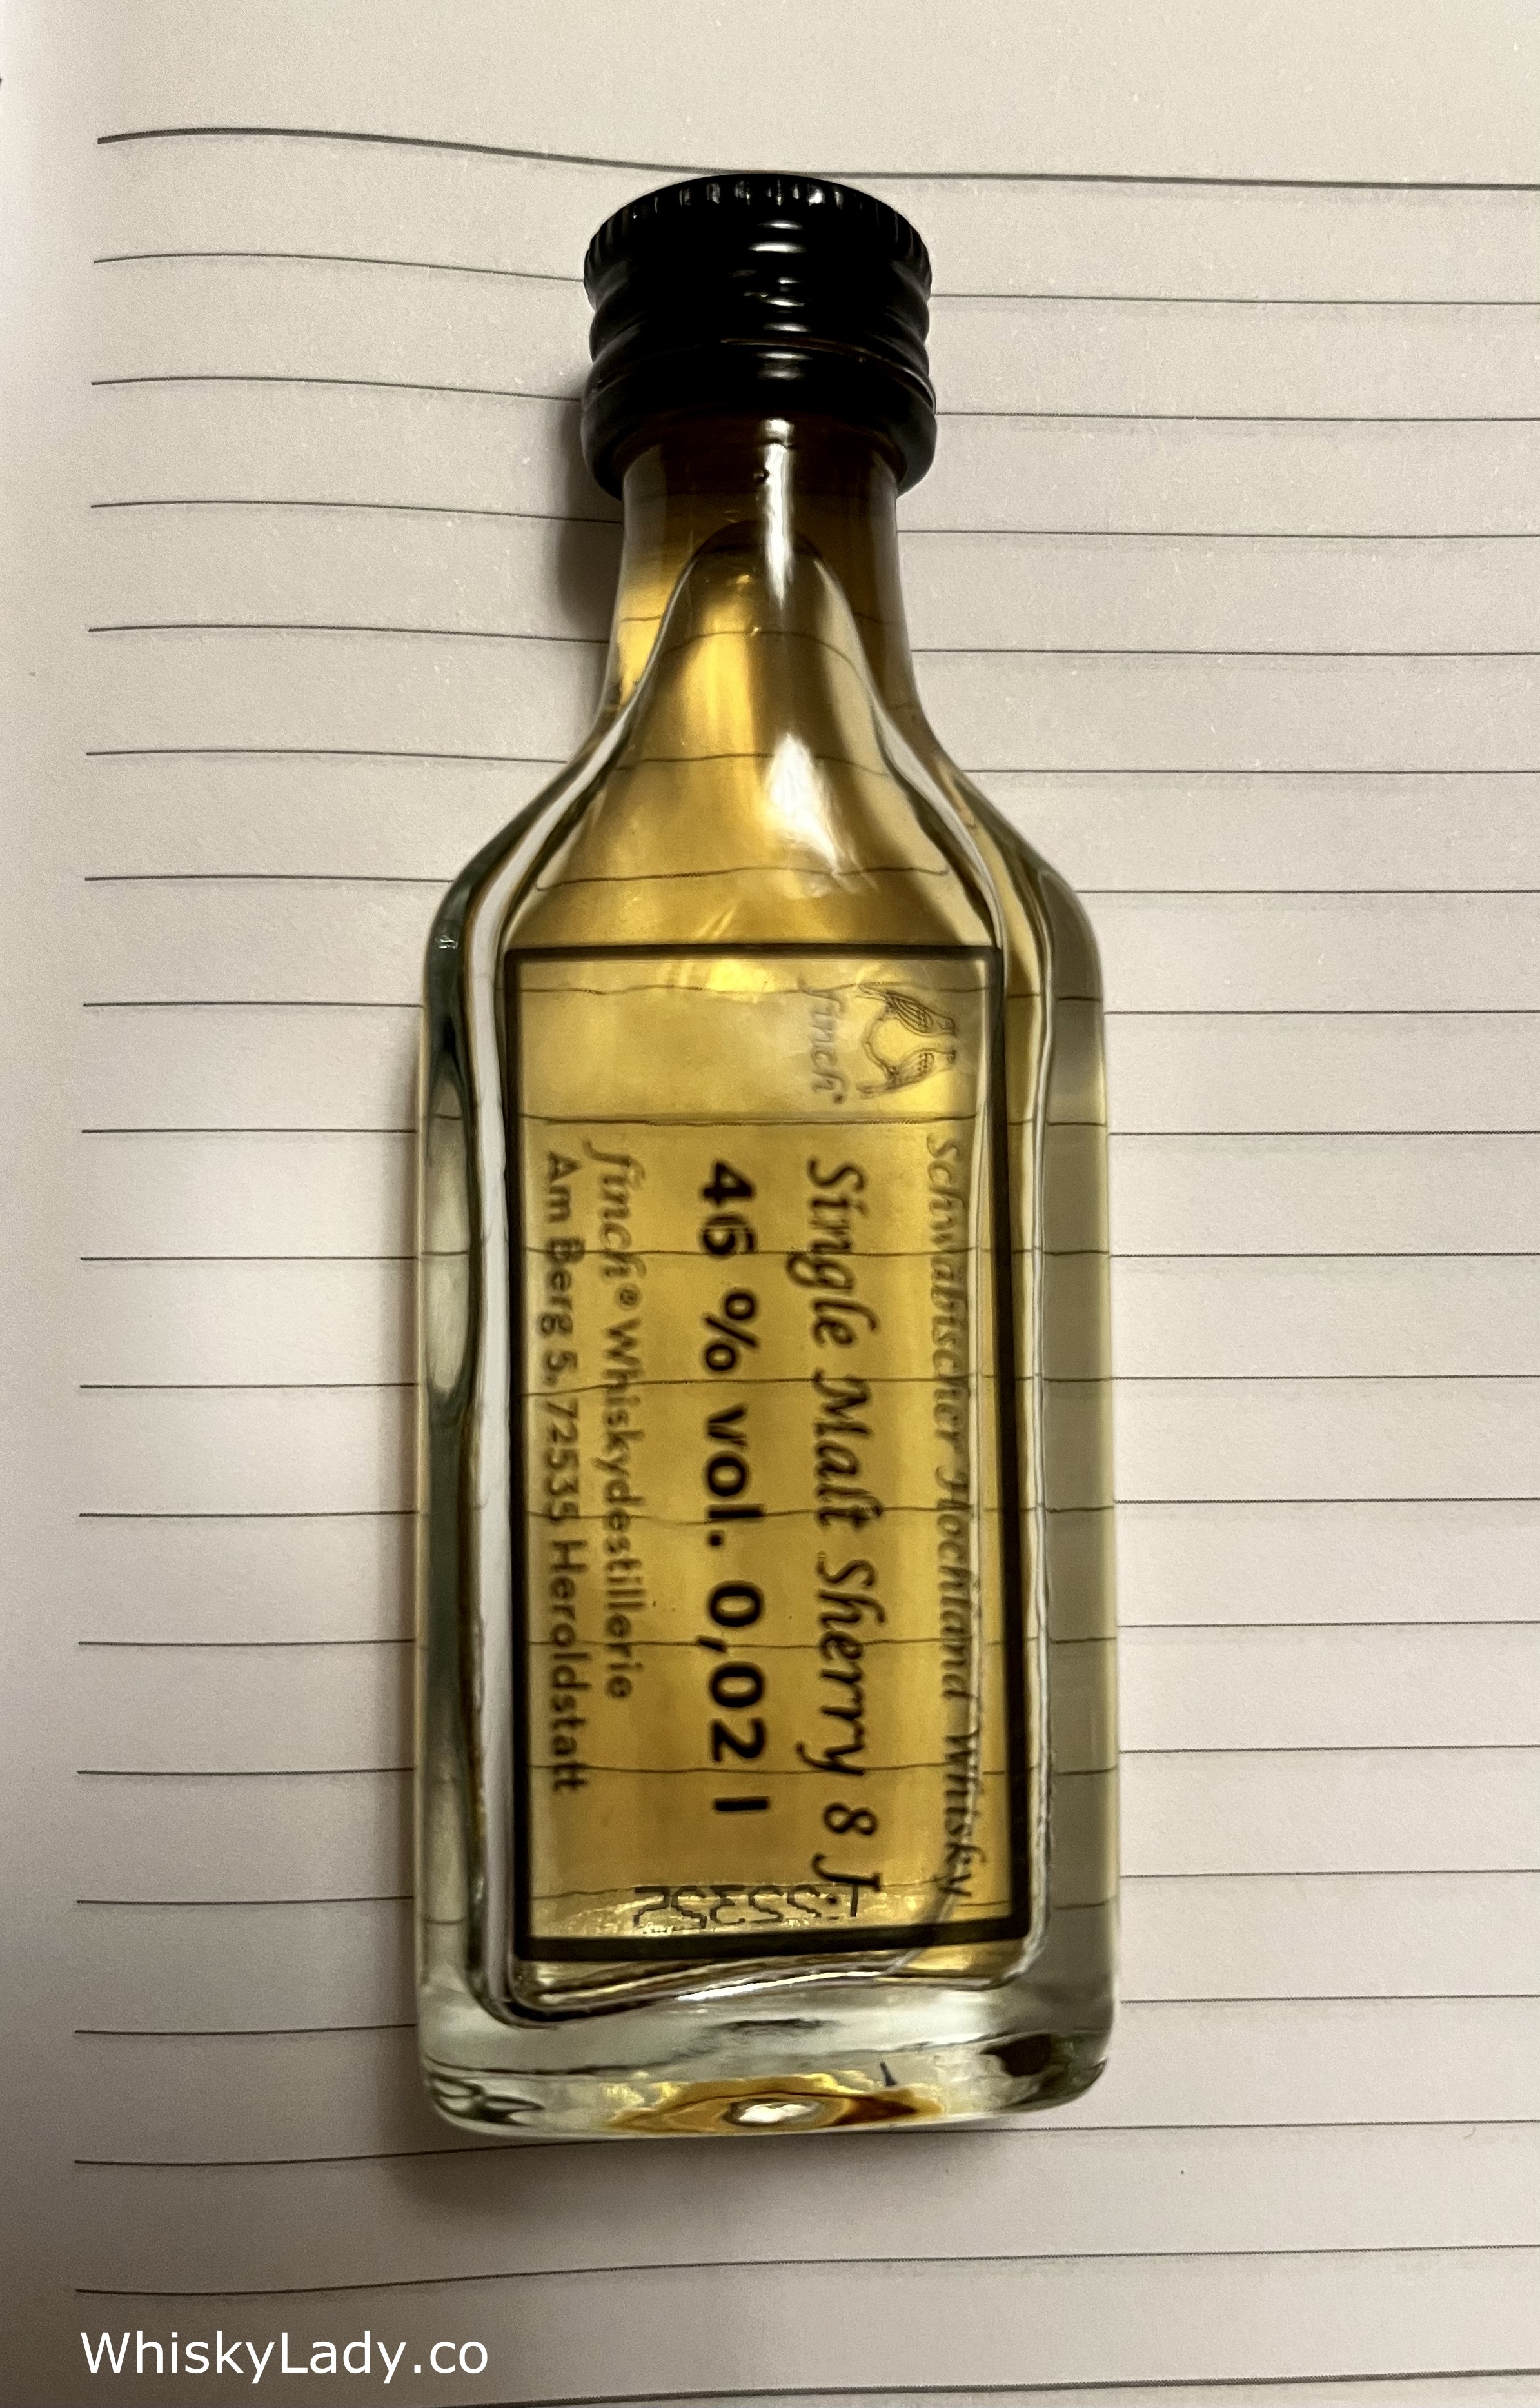 finch®
Schwäbischer Hochland Whisky
Single Malt Sherry 8 J
46 % vol. 0,02 l
finch® Whiskydestillerie
Am Berg 5, 72535 Heroldstatt
WhiskyLady.co